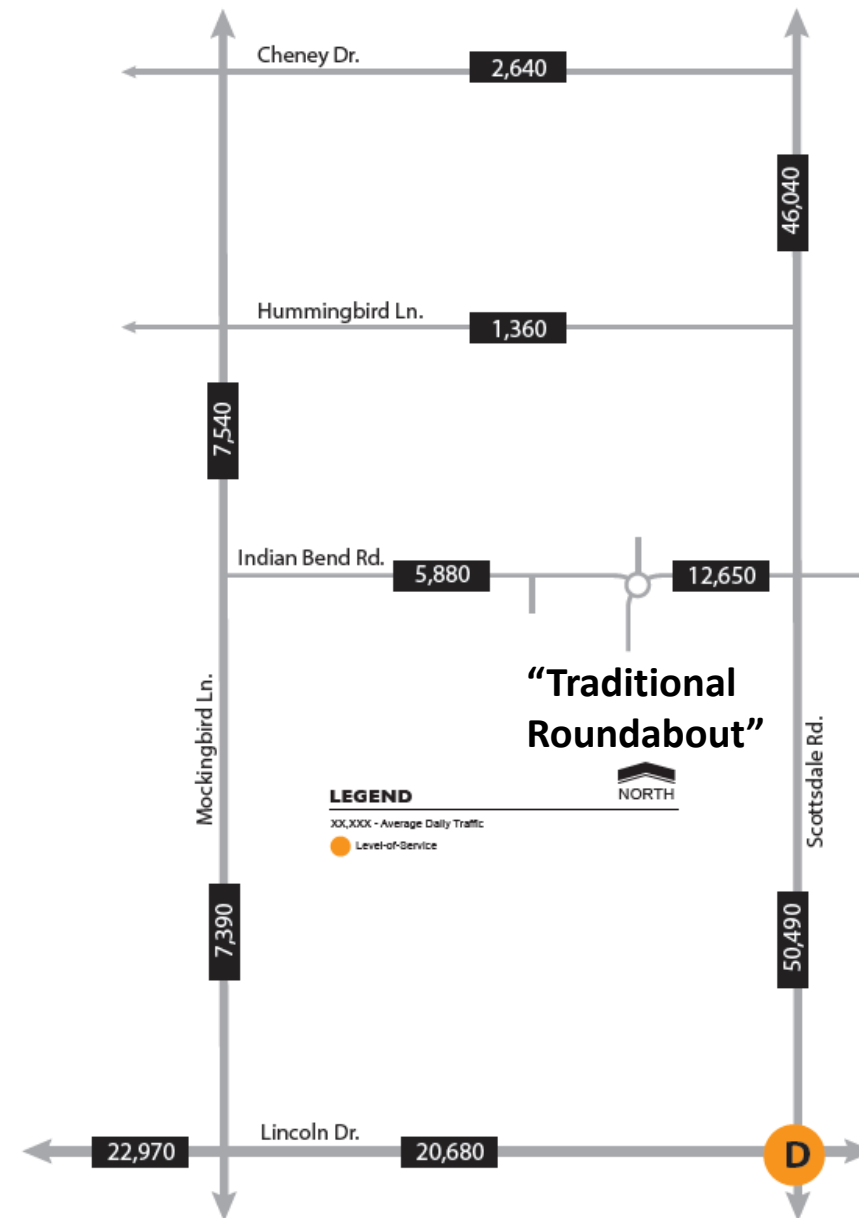 Cheney Dr.
2,640
46,040
Hummingbird Ln.
1,360
7,540
Indian Bend Rd.
5,880
12,650
“Traditional
Roundabout”
Mockingbird Ln.
Scottsdale Rd.
NORTH
LEGEND
XX,XXX - Average Daily Traffic
Level-of-Service
7,390
50,490
Lincoln Dr.
22,970
20,680
D